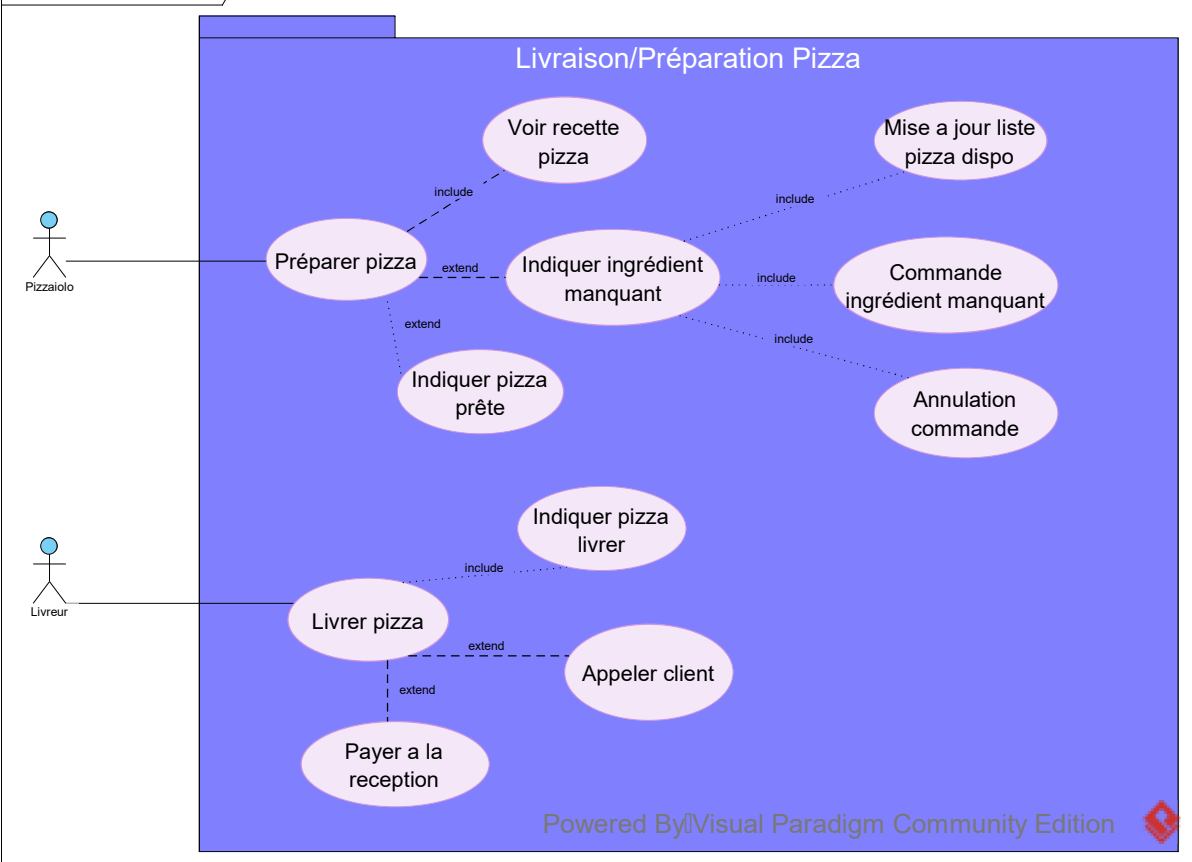 Livraison/Préparation Pizza
Voir recette
pizza
Mise a jour liste
pizza dispo
include
include
Pizzaiolo
Préparer pizza
extend
Indiquer ingrédient
manquant
include
Commande
ingrédient manquant
extend
include
Indiquer pizza
prête
Annulation
commande
Indiquer pizza
livrer
include
Livreur
Livrer pizza
extend
Appeler client
extend
Payer a la
reception
Powered By Visual Paradigm Community Edition